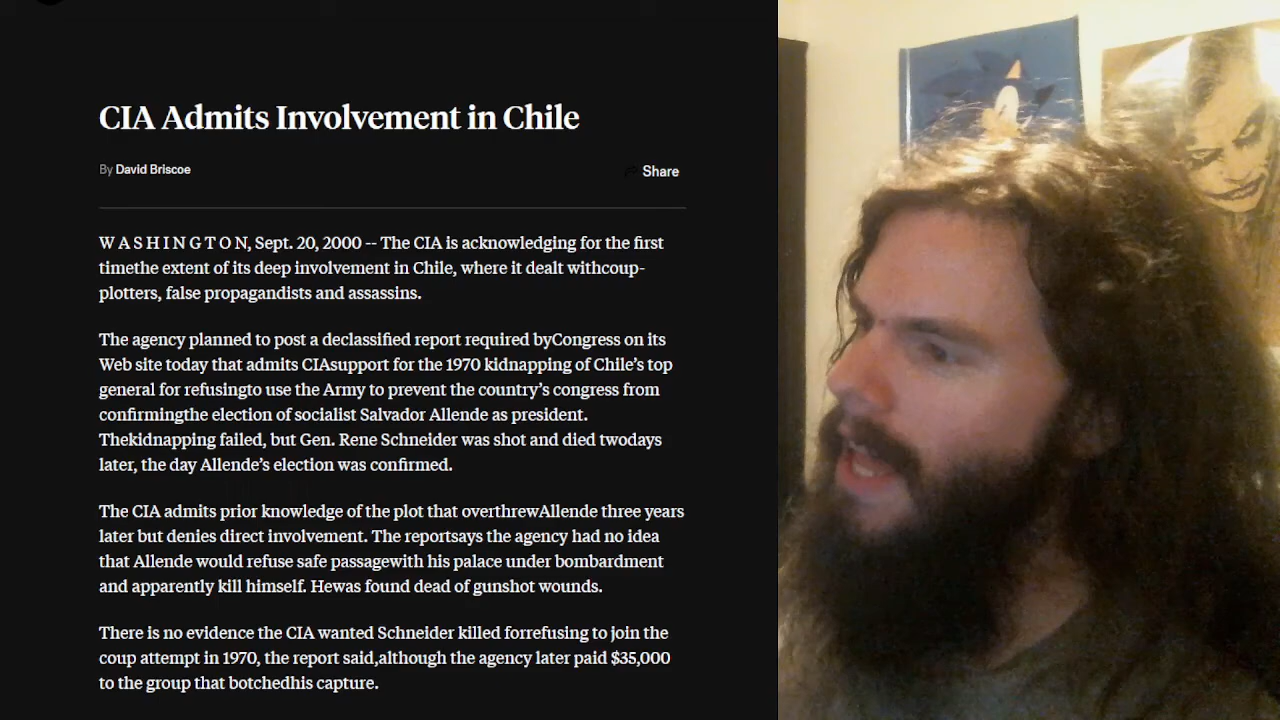 CIA Admits Involvement in Chile
By David Briscoe
Share
W A S H I N G T O N, Sept. 20, 2000 -- The CIA is acknowledging for the first
timethe extent of its deep involvement in Chile, where it dealt withcoup-
plotters, false propagandists and assassins.
The agency planned to post a declassified report required byCongress on its
Web site today that admits CIAsupport for the 1970 kidnapping of Chile’s top
general for refusingto use the Army to prevent the country’s congress from
confirmingthe election of socialist Salvador Allende as president.
Thekidnapping failed, but Gen. Rene Schneider was shot and died twodays
later, the day Allende’s election was confirmed.
The CIA admits prior knowledge of the plot that overthrewAllende three years
later but denies direct involvement. The reportsays the agency had no idea
that Allende would refuse safe passagewith his palace under bombardment
and apparently kill himself. Hewas found dead of gunshot wounds.
There is no evidence the CIA wanted Schneider killed forrefusing to join the
coup attempt in 1970, the report said,although the agency later paid $35,000
to the group that botchedhis capture.